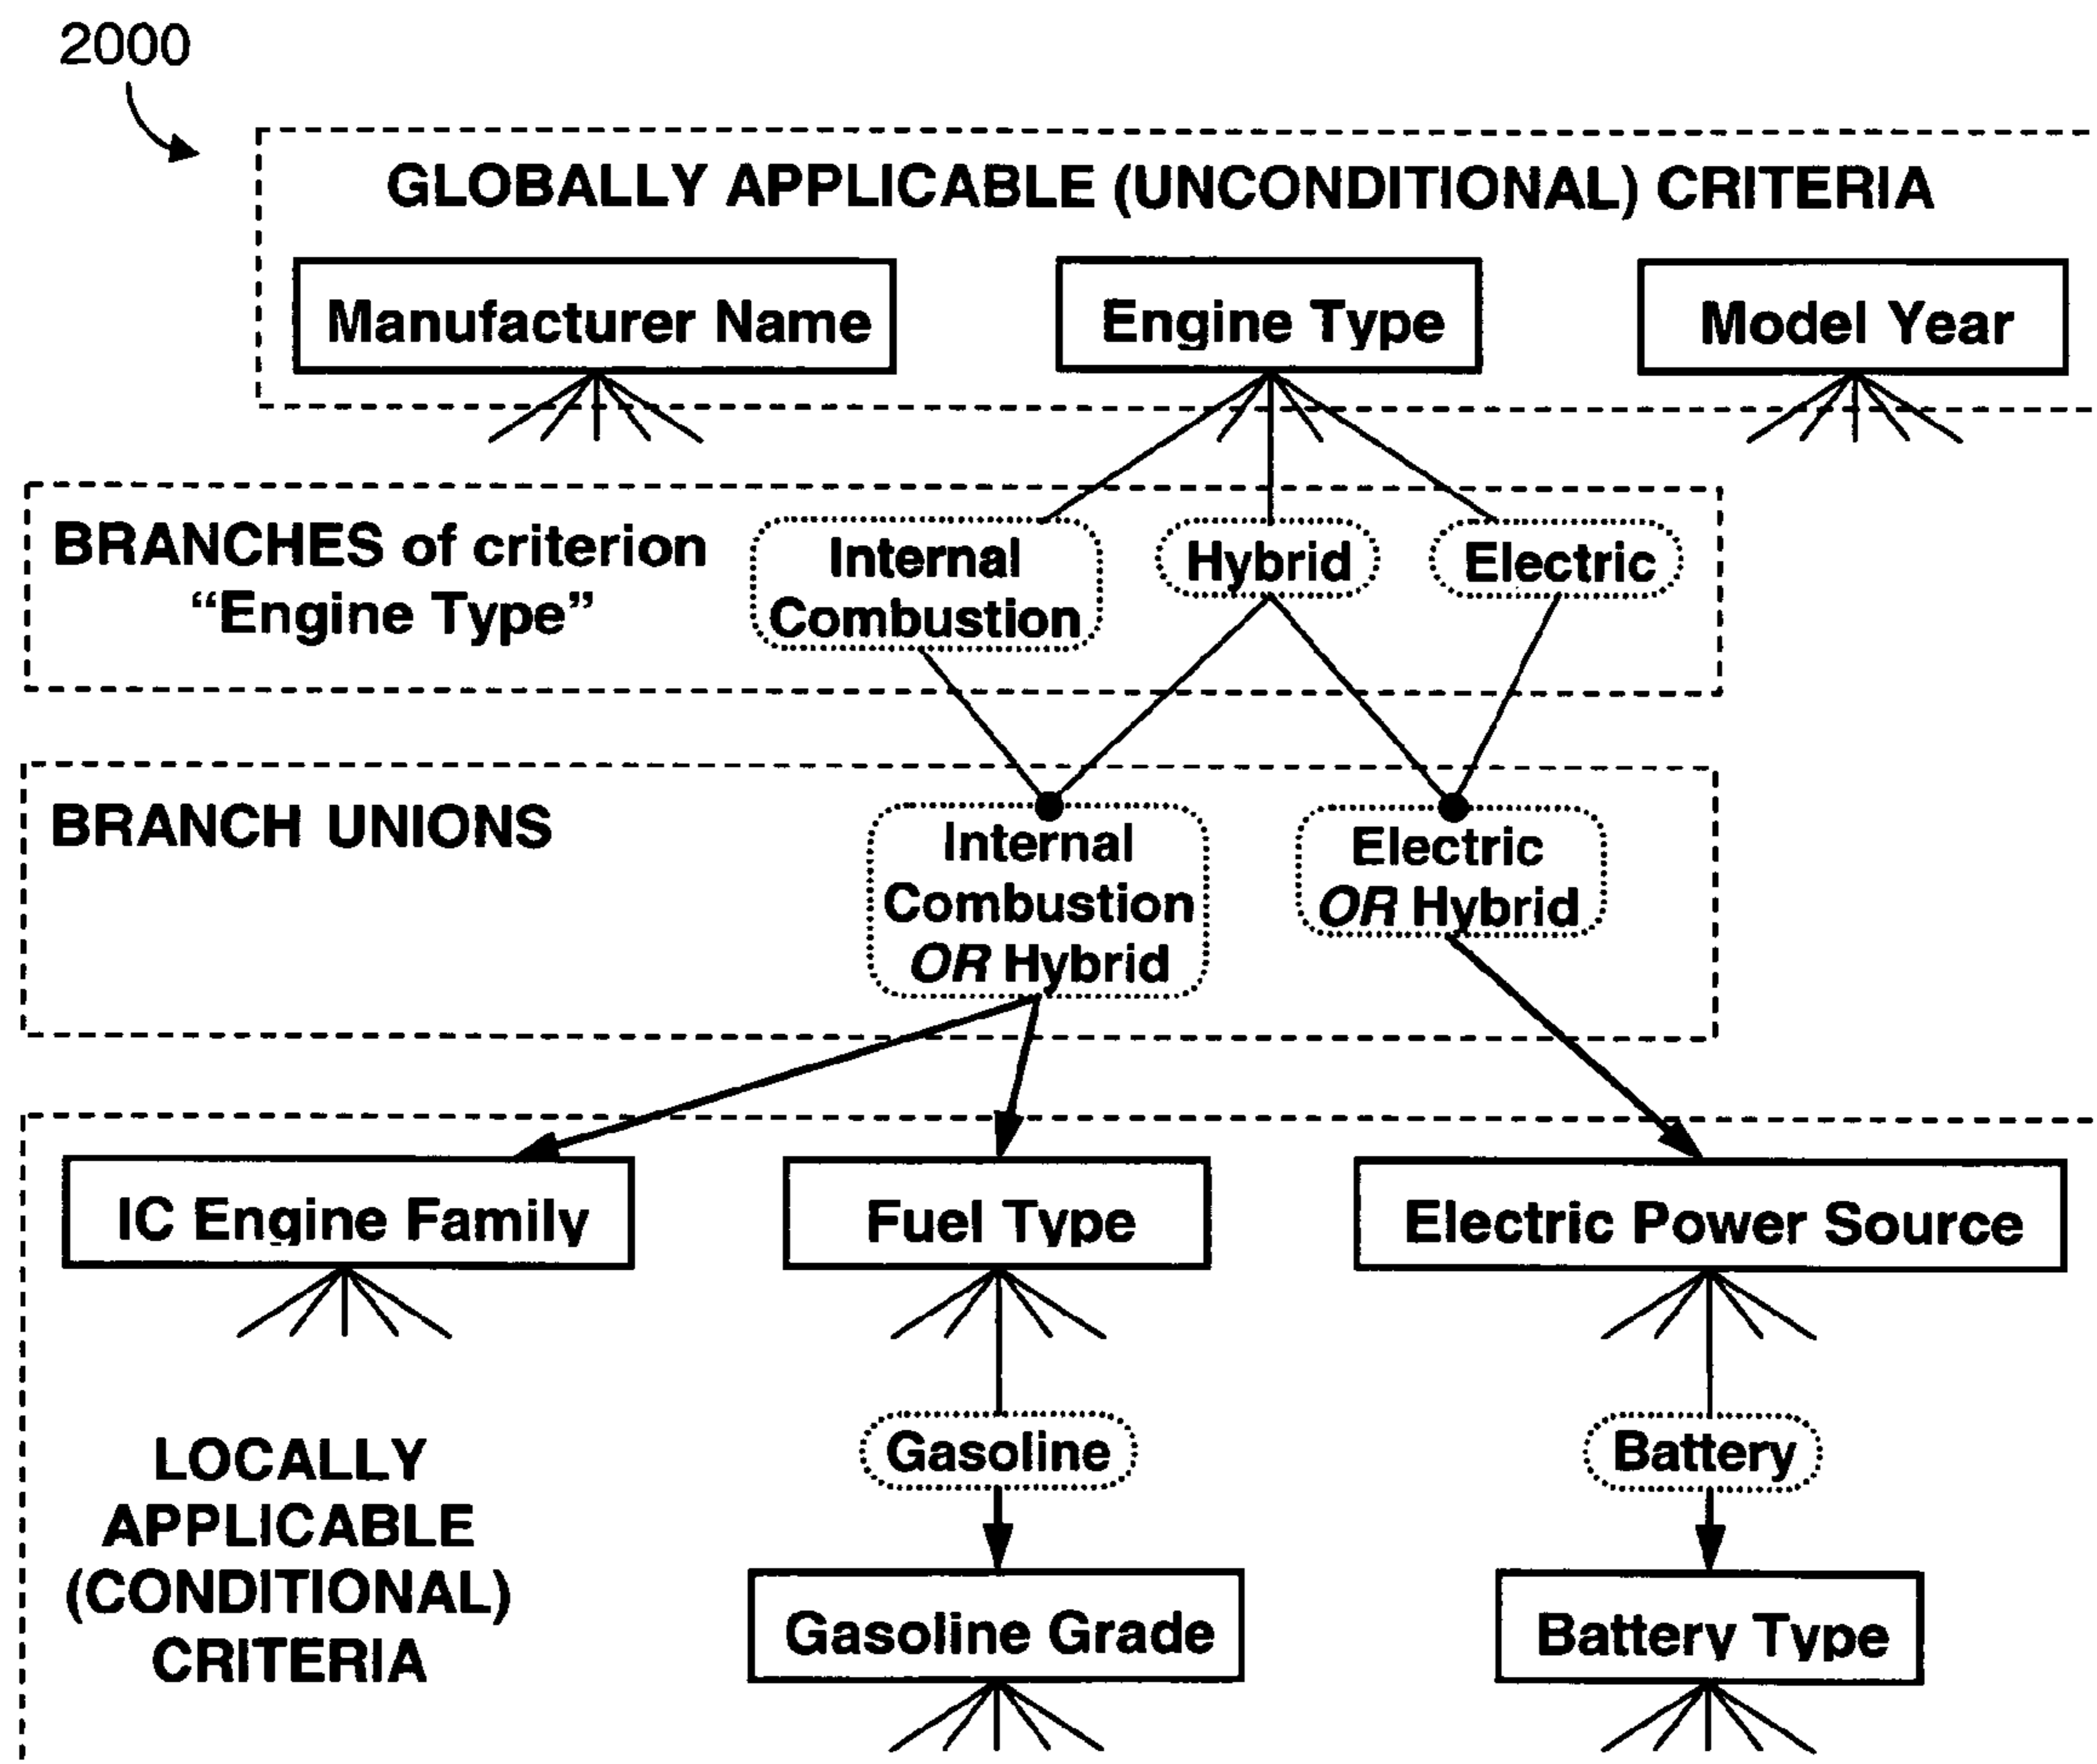 2000
GLOBALLY APPLICABLE (UNCONDITIONAL) CRITERIA
Manufacturer Name
Engine Type
Model Year
BRANCHES of criterion
“Engine Type”
Internal
Combustion
Hybrid
Electric
BRANCH UNIONS
Internal
Combustion
OR Hybrid
Electric
OR Hybrid
IC Engine Family
Fuel Type
Electric Power Source
Gasoline
Battery
LOCALLY
APPLICABLE
(CONDITIONAL)
CRITERIA
Gasoline Grade
Battery Type